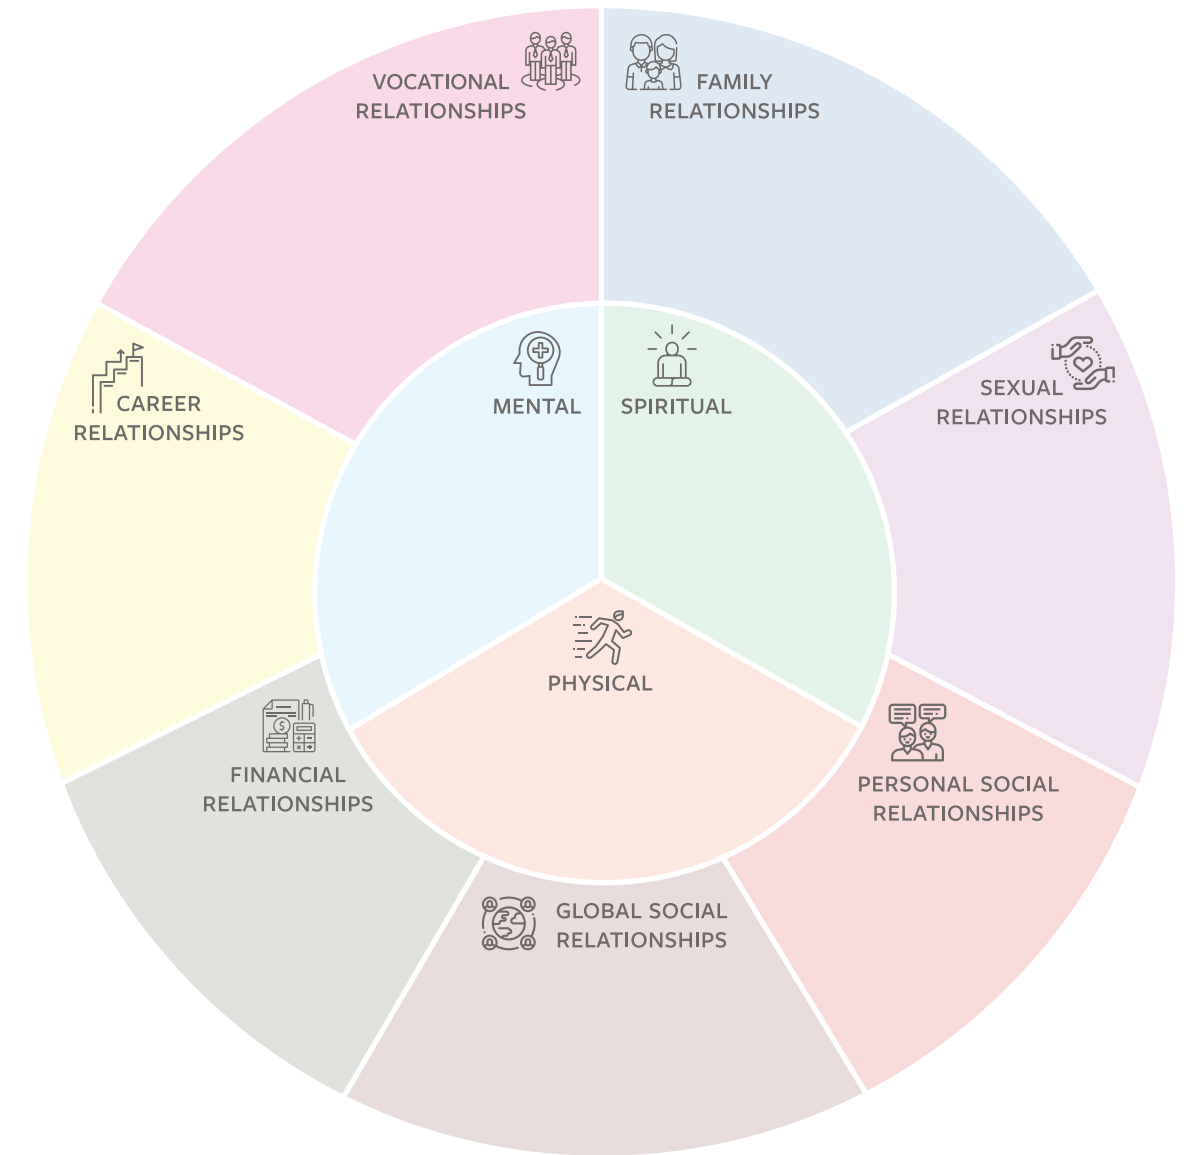 VOCATIONAL
RELATIONSHIPS
FAMILY
RELATIONSHIPS
CAREER
RELATIONSHIPS
MENTAL
SPIRITUAL
SEXUAL
RELATIONSHIPS
PHYSICAL
FINANCIAL
RELATIONSHIPS
$
PERSONAL SOCIAL
RELATIONSHIPS
GLOBAL SOCIAL
RELATIONSHIPS